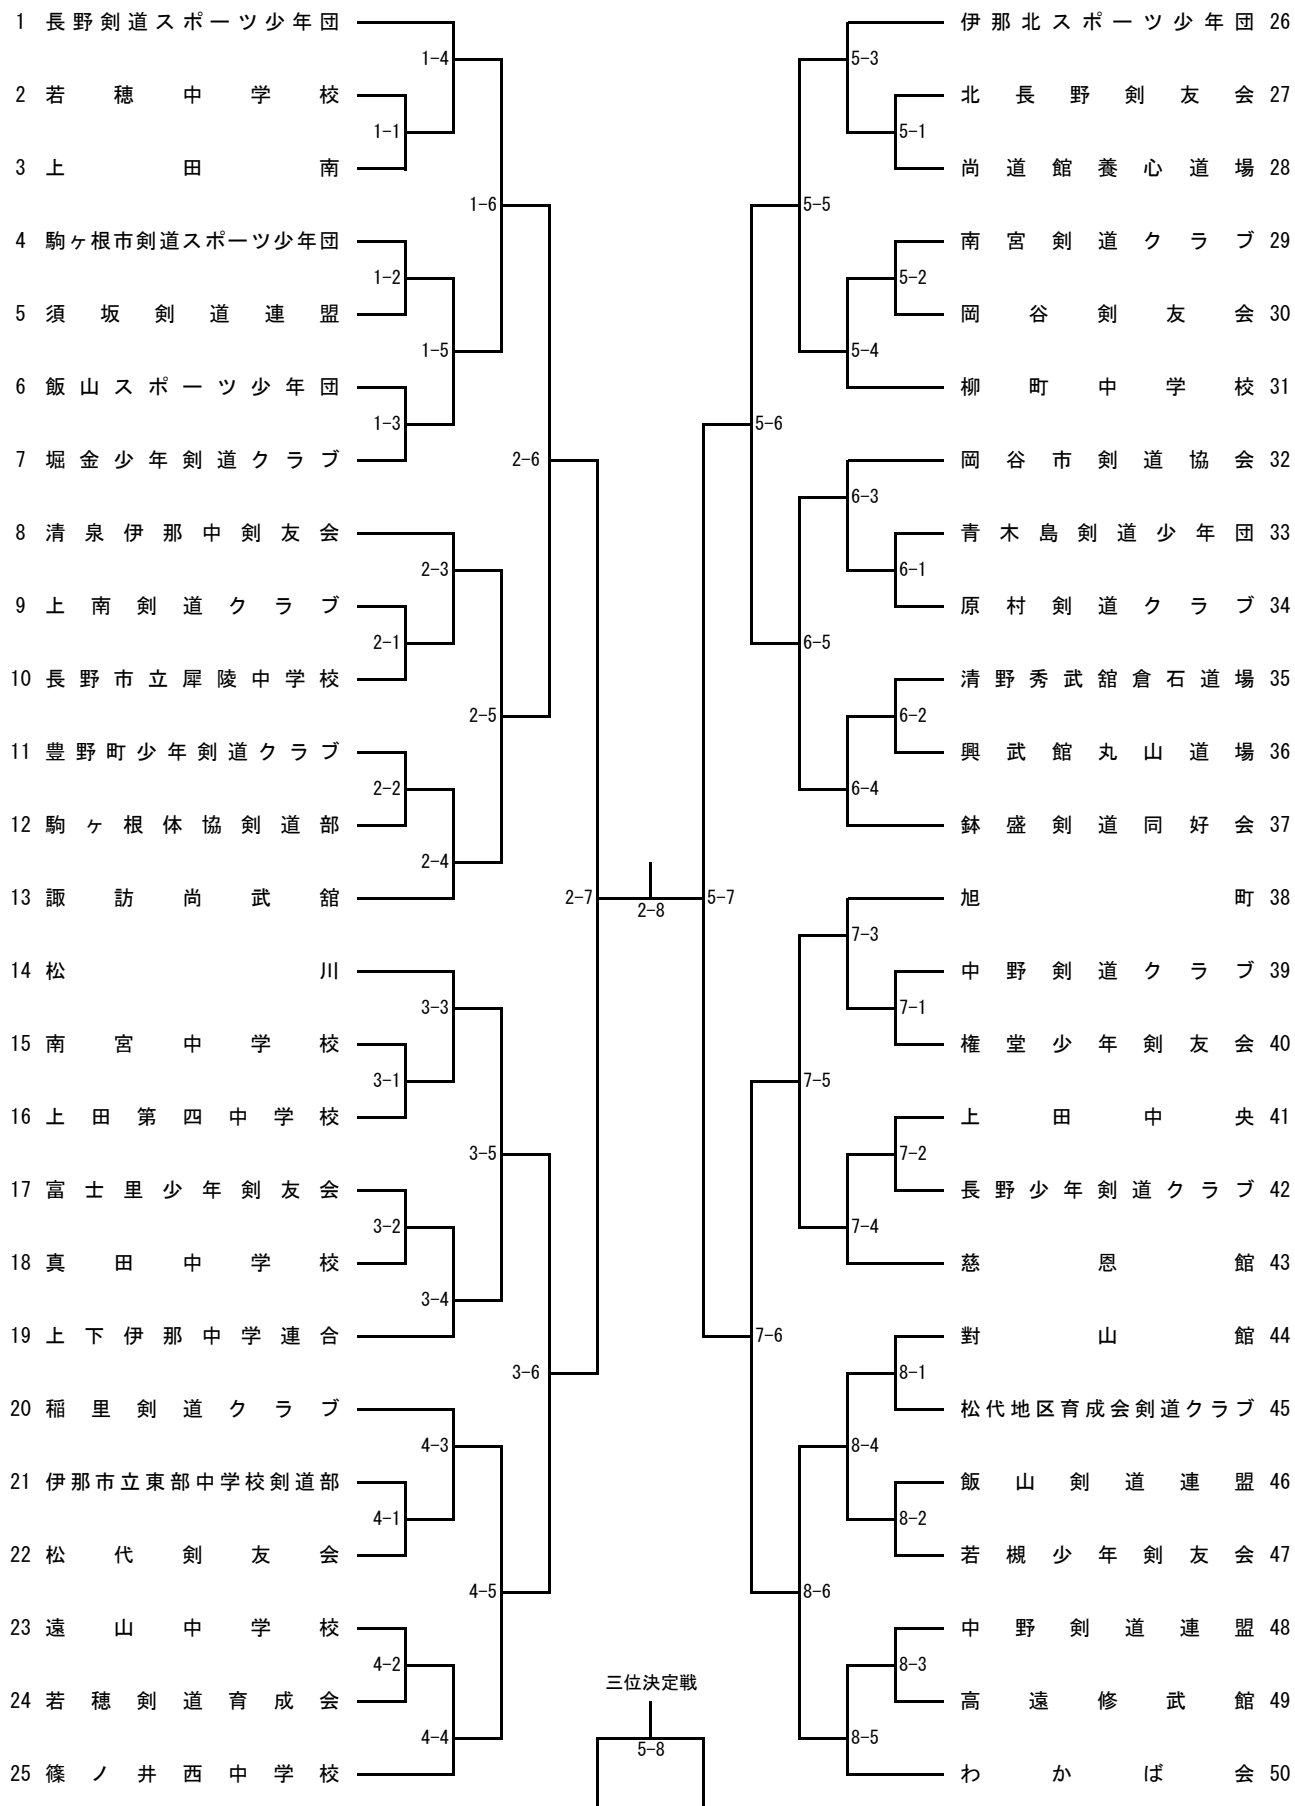 1 長野剣道スポーツ少年団
1-4
2 若穂中学校
1-1
3 上田南
1-6
4 駒ヶ根市剣道スポーツ少年団
1-2
5 須坂剣道連盟
1-5
6 飯山スポーツ少年団
1-3
7 堀金少年剣道クラブ
2-6
8 清泉伊那中剣友会
2-3
9 上南剣道クラブ
2-1
10 長野市立犀陵中学校
2-5
11 豊野町少年剣道クラブ
2-2
12 駒ヶ根体協剣道部
2-4
13 諏訪尚武舘
2-7
14 松川
3-3
15 南宮中学校
3-1
16 上田第四中学校
3-5
17 富士里少年剣友会
3-2
18 真田中学校
3-4
19 上下伊那中学連合
3-6
20 稲里剣道クラブ
4-3
21 伊那市立東部中学校剣道部
4-1
22 松代剣友会
4-5
23 遠山中学校
4-2
24 若穂剣道育成会
4-4
25 篠ノ井西中学校
2-8
三位決定戦
5-8
伊那北スポーツ少年団 26
5-3
北長野剣友会 27
5-1
尚道館養心道場 28
5-5
南宮剣道クラブ 29
5-2
岡谷剣友会 30
5-4
柳町中学校 31
5-6
岡谷市剣道協会 32
6-3
青木島剣道少年団 33
6-1
原村剣道クラブ 34
6-5
清野秀武舘倉石道場 35
6-2
興武館丸山道場 36
6-4
鉢盛剣道同好会 37
5-7
旭町 38
7-3
中野剣道クラブ 39
7-1
権堂少年剣友会 40
7-5
上田中央 41
7-2
長野少年剣道クラブ 42
7-4
慈恩館 43
7-6
對山館 44
8-1
松代地区育成会剣道クラブ 45
8-4
飯山剣道連盟 46
8-2
若槻少年剣友会 47
8-6
中野剣道連盟 48
8-3
高遠修武館 49
8-5
わかば会 50